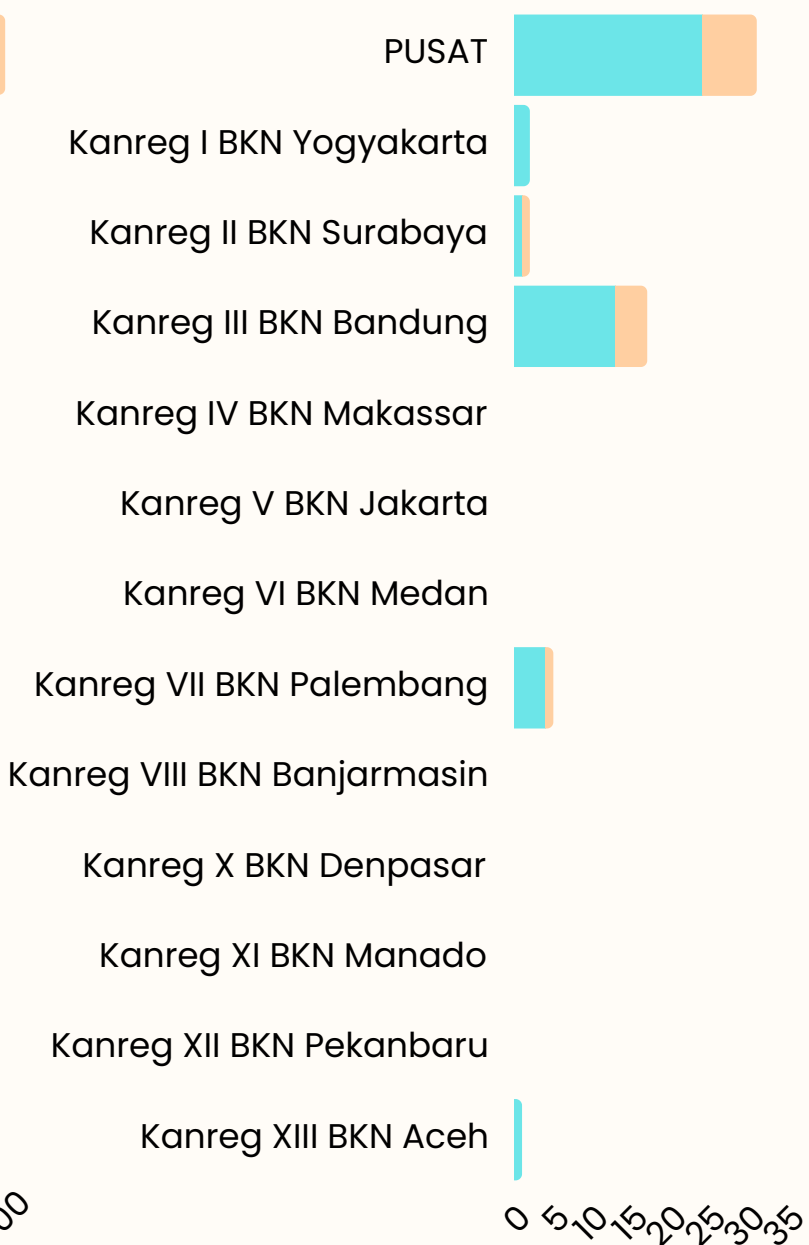 PUSAT
Kanreg I BKN Yogyakarta
Kanreg II BKN Surabaya
Kanreg III BKN Bandung
Kanreg IV BKN Makassar
Kanreg V BKN Jakarta
Kanreg VI BKN Medan
Kanreg VII BKN Palembang
Kanreg VIII BKN Banjarmasin
Kanreg X BKN Denpasar
Kanreg XI BKN Manado
Kanreg XII BKN Pekanbaru
Kanreg XIII BKN Aceh
0 5 10 15 20 25 30 35